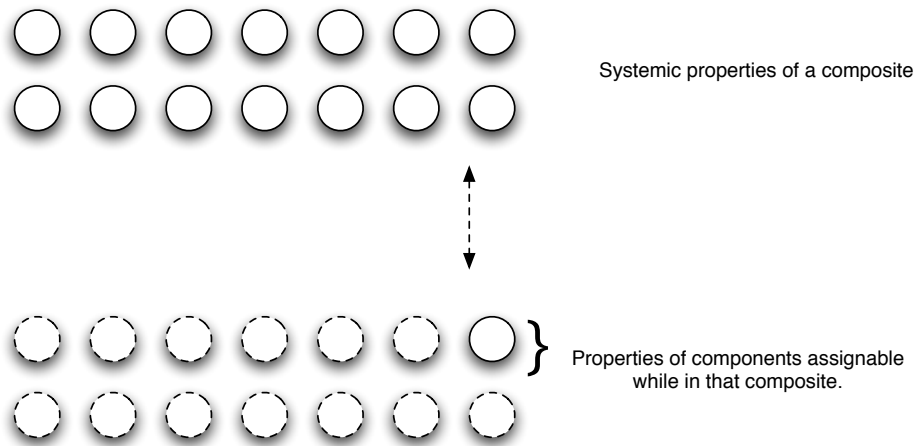 Systemic properties of a composite
}
Properties of components assignable
while in that composite.